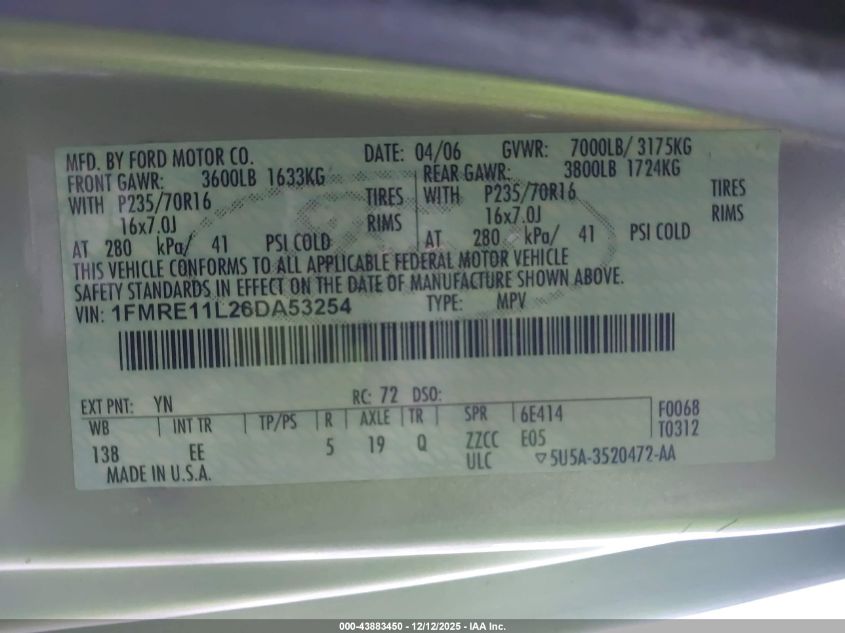 MFD. BY FORD MOTOR CO. DATE: 04/06 GVWR: 7000LB/ 3175KG
FRONT GAWR: 3600LB 1633KG REAR GAWR: 3800LB 1724KG
WITH P235/70R16 TIRES WITH P235/70R16 TIRES
16x7.0J RIMS 16x7.0J RIMS
AT 280 kPa/ 41 PSI COLD AT 280 kPa/ 41 PSI COLD
THIS VEHICLE CONFORMS TO ALL APPLICABLE FEDERAL MOTOR VEHICLE
SAFETY STANDARDS IN EFFECT ON THE DATE OF MANUFACTURE SHOWN ABOVE.
VIN: 1FMRE11L26DA53254 TYPE: MPV
EXT PNT: YN RC: 72 DSO:
WB INT TR TP/PS R AXLE TR SPR 6E414 F0068
138 EE 5 19 Q ZZCC E05 T0312
MADE IN U.S.A. ULC ▽5U5A-3520472-AA
000-43883450 - 12/12/2025 - IAA Inc.